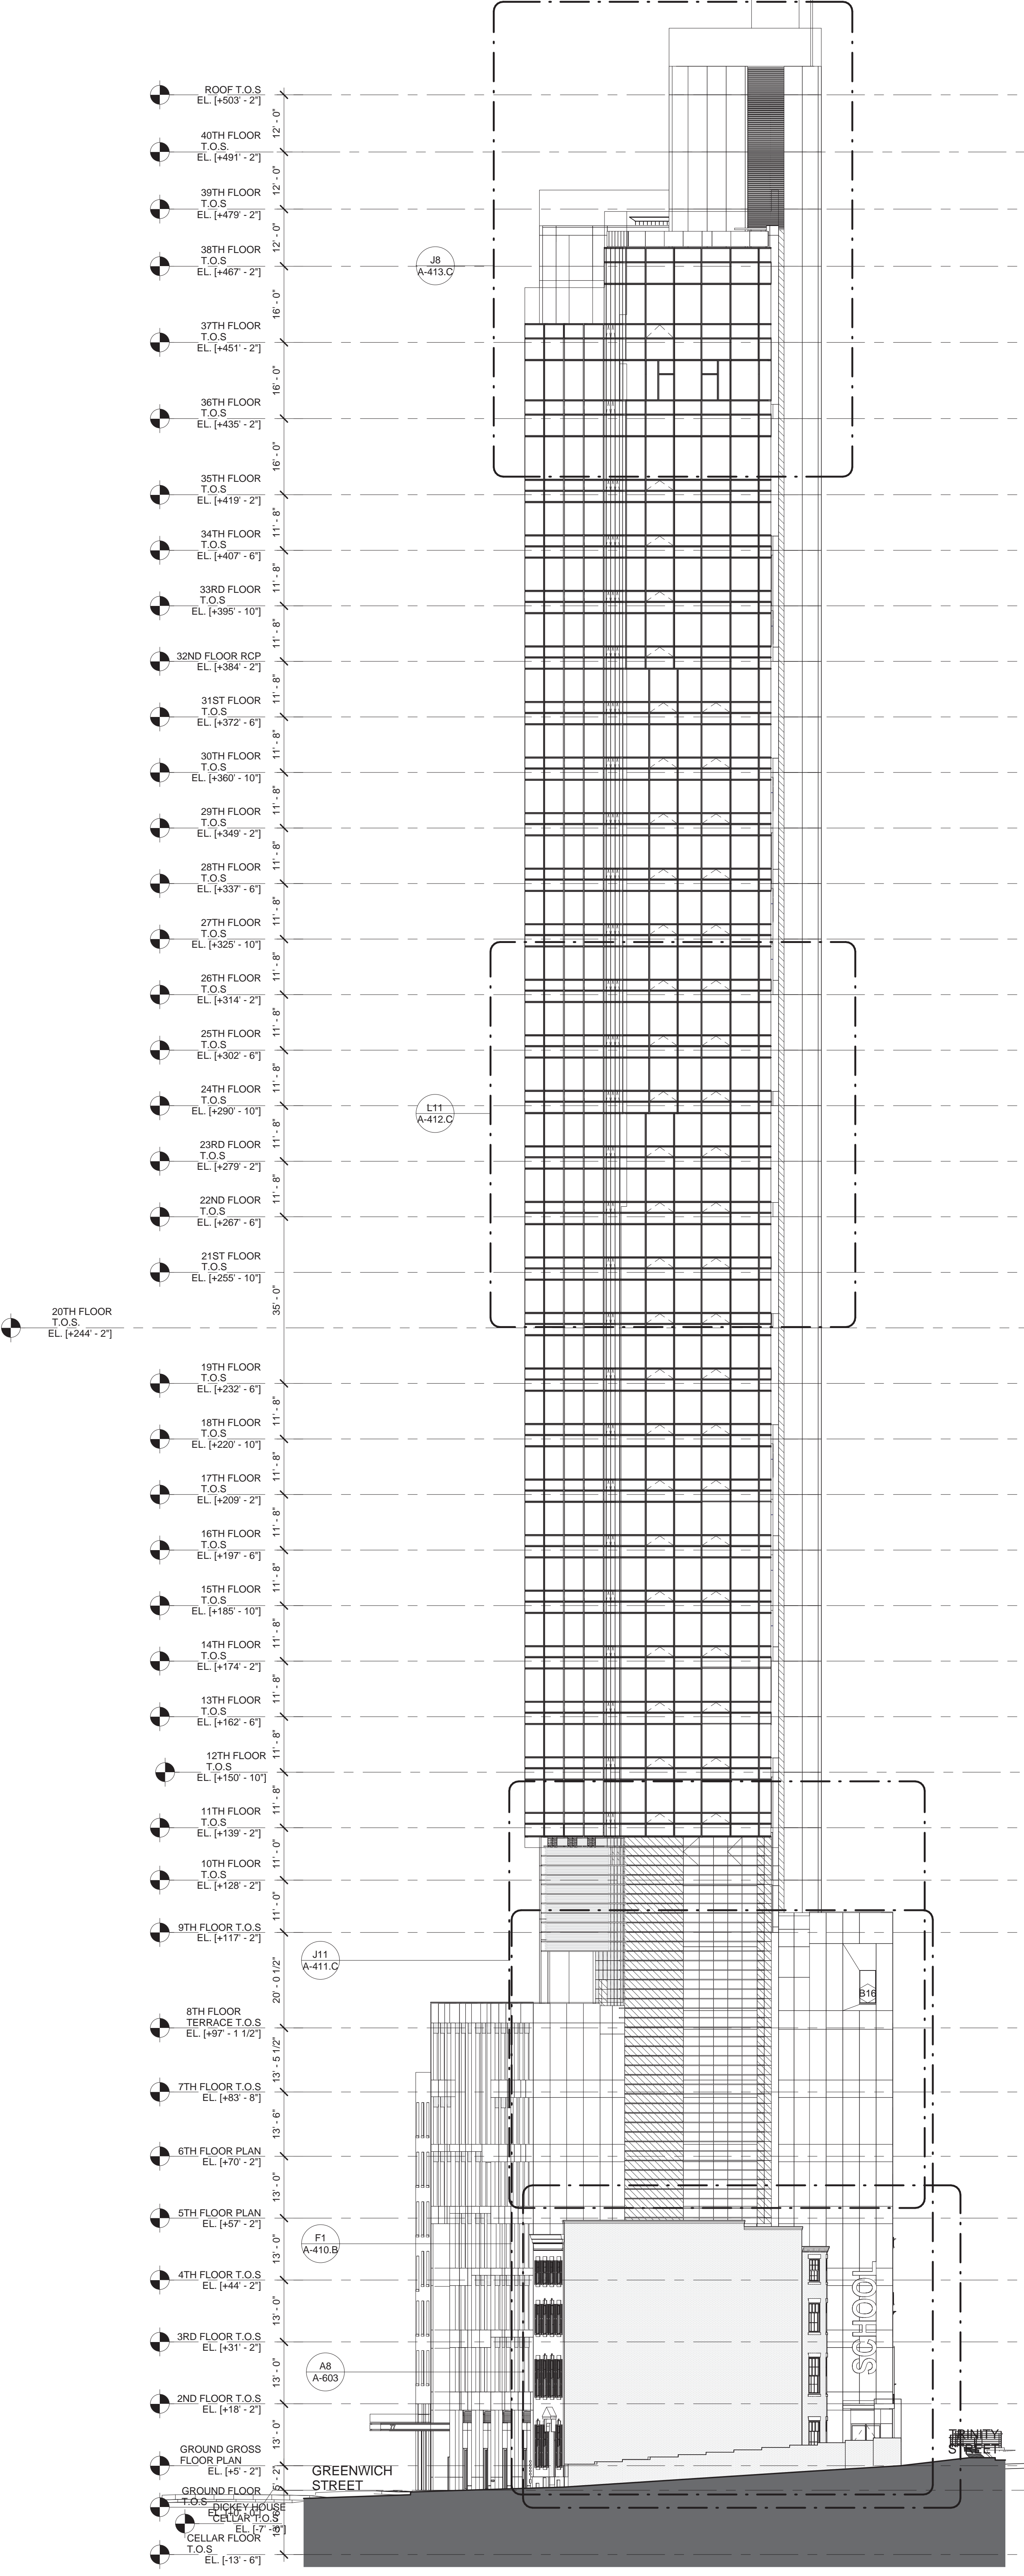 ROOF T.O.S
EL. [+503' - 2"]
12' - 0"
40TH FLOOR
T.O.S.
EL. [+491' - 2"]
12' - 0"
39TH FLOOR
T.O.S
EL. [+479' - 2"]
12' - 0"
38TH FLOOR
T.O.S
EL. [+467' - 2"]
J8
A-413.C
16' - 0"
37TH FLOOR
T.O.S
EL. [+451' - 2"]
16' - 0"
36TH FLOOR
T.O.S
EL. [+435' - 2"]
16' - 0"
35TH FLOOR
T.O.S
EL. [+419' - 2"]
11' - 8"
34TH FLOOR
T.O.S
EL. [+407' - 6"]
11' - 8"
33RD FLOOR
T.O.S
EL. [+395' - 10"]
11' - 8"
32ND FLOOR RCP
EL. [+384' - 2"]
11' - 8"
31ST FLOOR
T.O.S
EL. [+372' - 6"]
11' - 8"
30TH FLOOR
T.O.S
EL. [+360' - 10"]
11' - 8"
29TH FLOOR
T.O.S
EL. [+349' - 2"]
11' - 8"
28TH FLOOR
T.O.S
EL. [+337' - 6"]
11' - 8"
27TH FLOOR
T.O.S
EL. [+325' - 10"]
11' - 8"
26TH FLOOR
T.O.S
EL. [+314' - 2"]
11' - 8"
25TH FLOOR
T.O.S
EL. [+302' - 6"]
11' - 8"
24TH FLOOR
T.O.S
EL. [+290' - 10"]
L11
A-412.C
11' - 8"
23RD FLOOR
T.O.S
EL. [+279' - 2"]
11' - 8"
22ND FLOOR
T.O.S
EL. [+267' - 6"]
21ST FLOOR
T.O.S
EL. [+255' - 10"]
35' - 0"
20TH FLOOR
T.O.S.
EL. [+244' - 2"]
19TH FLOOR
T.O.S
EL. [+232' - 6"]
11' - 8"
18TH FLOOR
T.O.S
EL. [+220' - 10"]
11' - 8"
17TH FLOOR
T.O.S
EL. [+209' - 2"]
11' - 8"
16TH FLOOR
T.O.S
EL. [+197' - 6"]
11' - 8"
15TH FLOOR
T.O.S
EL. [+185' - 10"]
11' - 8"
14TH FLOOR
T.O.S
EL. [+174' - 2"]
11' - 8"
13TH FLOOR
T.O.S
EL. [+162' - 6"]
11' - 8"
12TH FLOOR
T.O.S
EL. [+150' - 10"]
11' - 8"
11TH FLOOR
T.O.S
EL. [+139' - 2"]
11' - 0"
10TH FLOOR
T.O.S
EL. [+128' - 2"]
11' - 0"
9TH FLOOR T.O.S
EL. [+117' - 2"]
J11
A-411.C
20' - 0 1/2"
B16
8TH FLOOR
TERRACE T.O.S
EL. [+97' - 1 1/2"]
13' - 5 1/2"
7TH FLOOR T.O.S
EL. [+83' - 8"]
13' - 6"
6TH FLOOR PLAN
EL. [+70' - 2"]
13' - 0"
5TH FLOOR PLAN
EL. [+57' - 2"]
F1
A-410.B
13' - 0"
4TH FLOOR T.O.S
EL. [+44' - 2"]
SCHOOL
13' - 0"
3RD FLOOR T.O.S
EL. [+31' - 2"]
A8
A-603
13' - 0"
2ND FLOOR T.O.S
EL. [+18' - 2"]
13' - 0"
TRINITY
STREET
GROUND GROSS
FLOOR PLAN
EL. [+5' - 2"]
GREENWICH
STREET
5' - 2"
GROUND FLOOR
T.O.S
DICKEY HOUSE
CELLAR T.O.S
EL. [-7' - 8"]
CELLAR FLOOR
T.O.S
EL. [-13' - 6"]